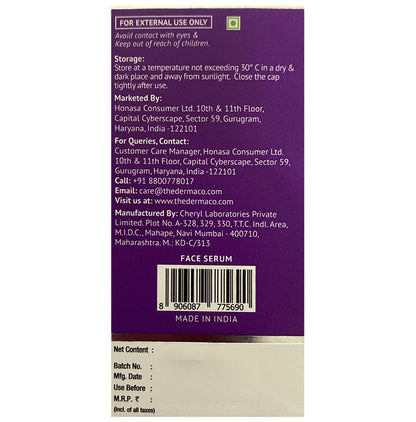 FOR EXTERNAL USE ONLY
Avoid contact with eyes &
Keep out of reach of children.
Storage:
Store at a temperature not exceeding 30° C in a dry &
dark place and away from sunlight. Close the cap
tightly after use.
Marketed By:
Honasa Consumer Ltd. 10th & 11th Floor,
Capital Cyberscape, Sector 59, Gurugram,
Haryana, India -122101
For Queries, Contact:
Customer Care Manager, Honasa Consumer Ltd.
10th & 11th Floor, Capital Cyberscape, Sector 59,
Gurugram, Haryana, India -122101
Call: +91 8800778017
Email: care@thedermaco.com
Visit us at: www.thedermaco.com
Manufactured By: Cheryl Laboratories Private
Limited. Plot No. A-328, 329, 330, T.T.C. Indl. Area,
M.I.D.C., Mahape, Navi Mumbai - 400710,
Maharashtra. M.: KD-C/313
FACE SERUM
8 906087 775690
MADE IN INDIA
Net Content :
Batch No. :
Mfg. Date :
Use Before :
M.R.P. ₹ :
(incl. of all taxes)